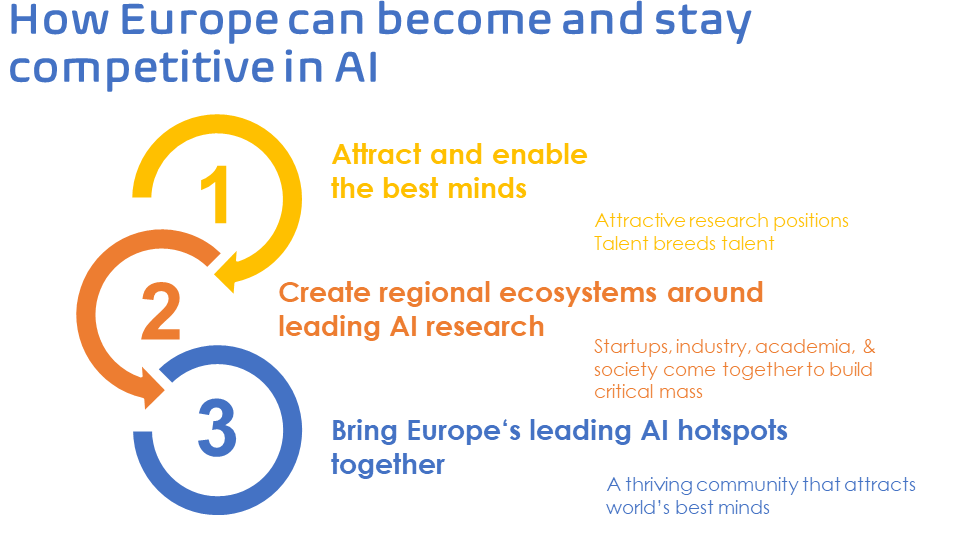 How Europe can become and stay
competitive in AI
1
Attract and enable
the best minds
Attractive research positions
Talent breeds talent
2
Create regional ecosystems around
leading AI research
Startups, industry, academia, &
society come together to build
critical mass
3
Bring Europe‘s leading AI hotspots
together
A thriving community that attracts
world’s best minds